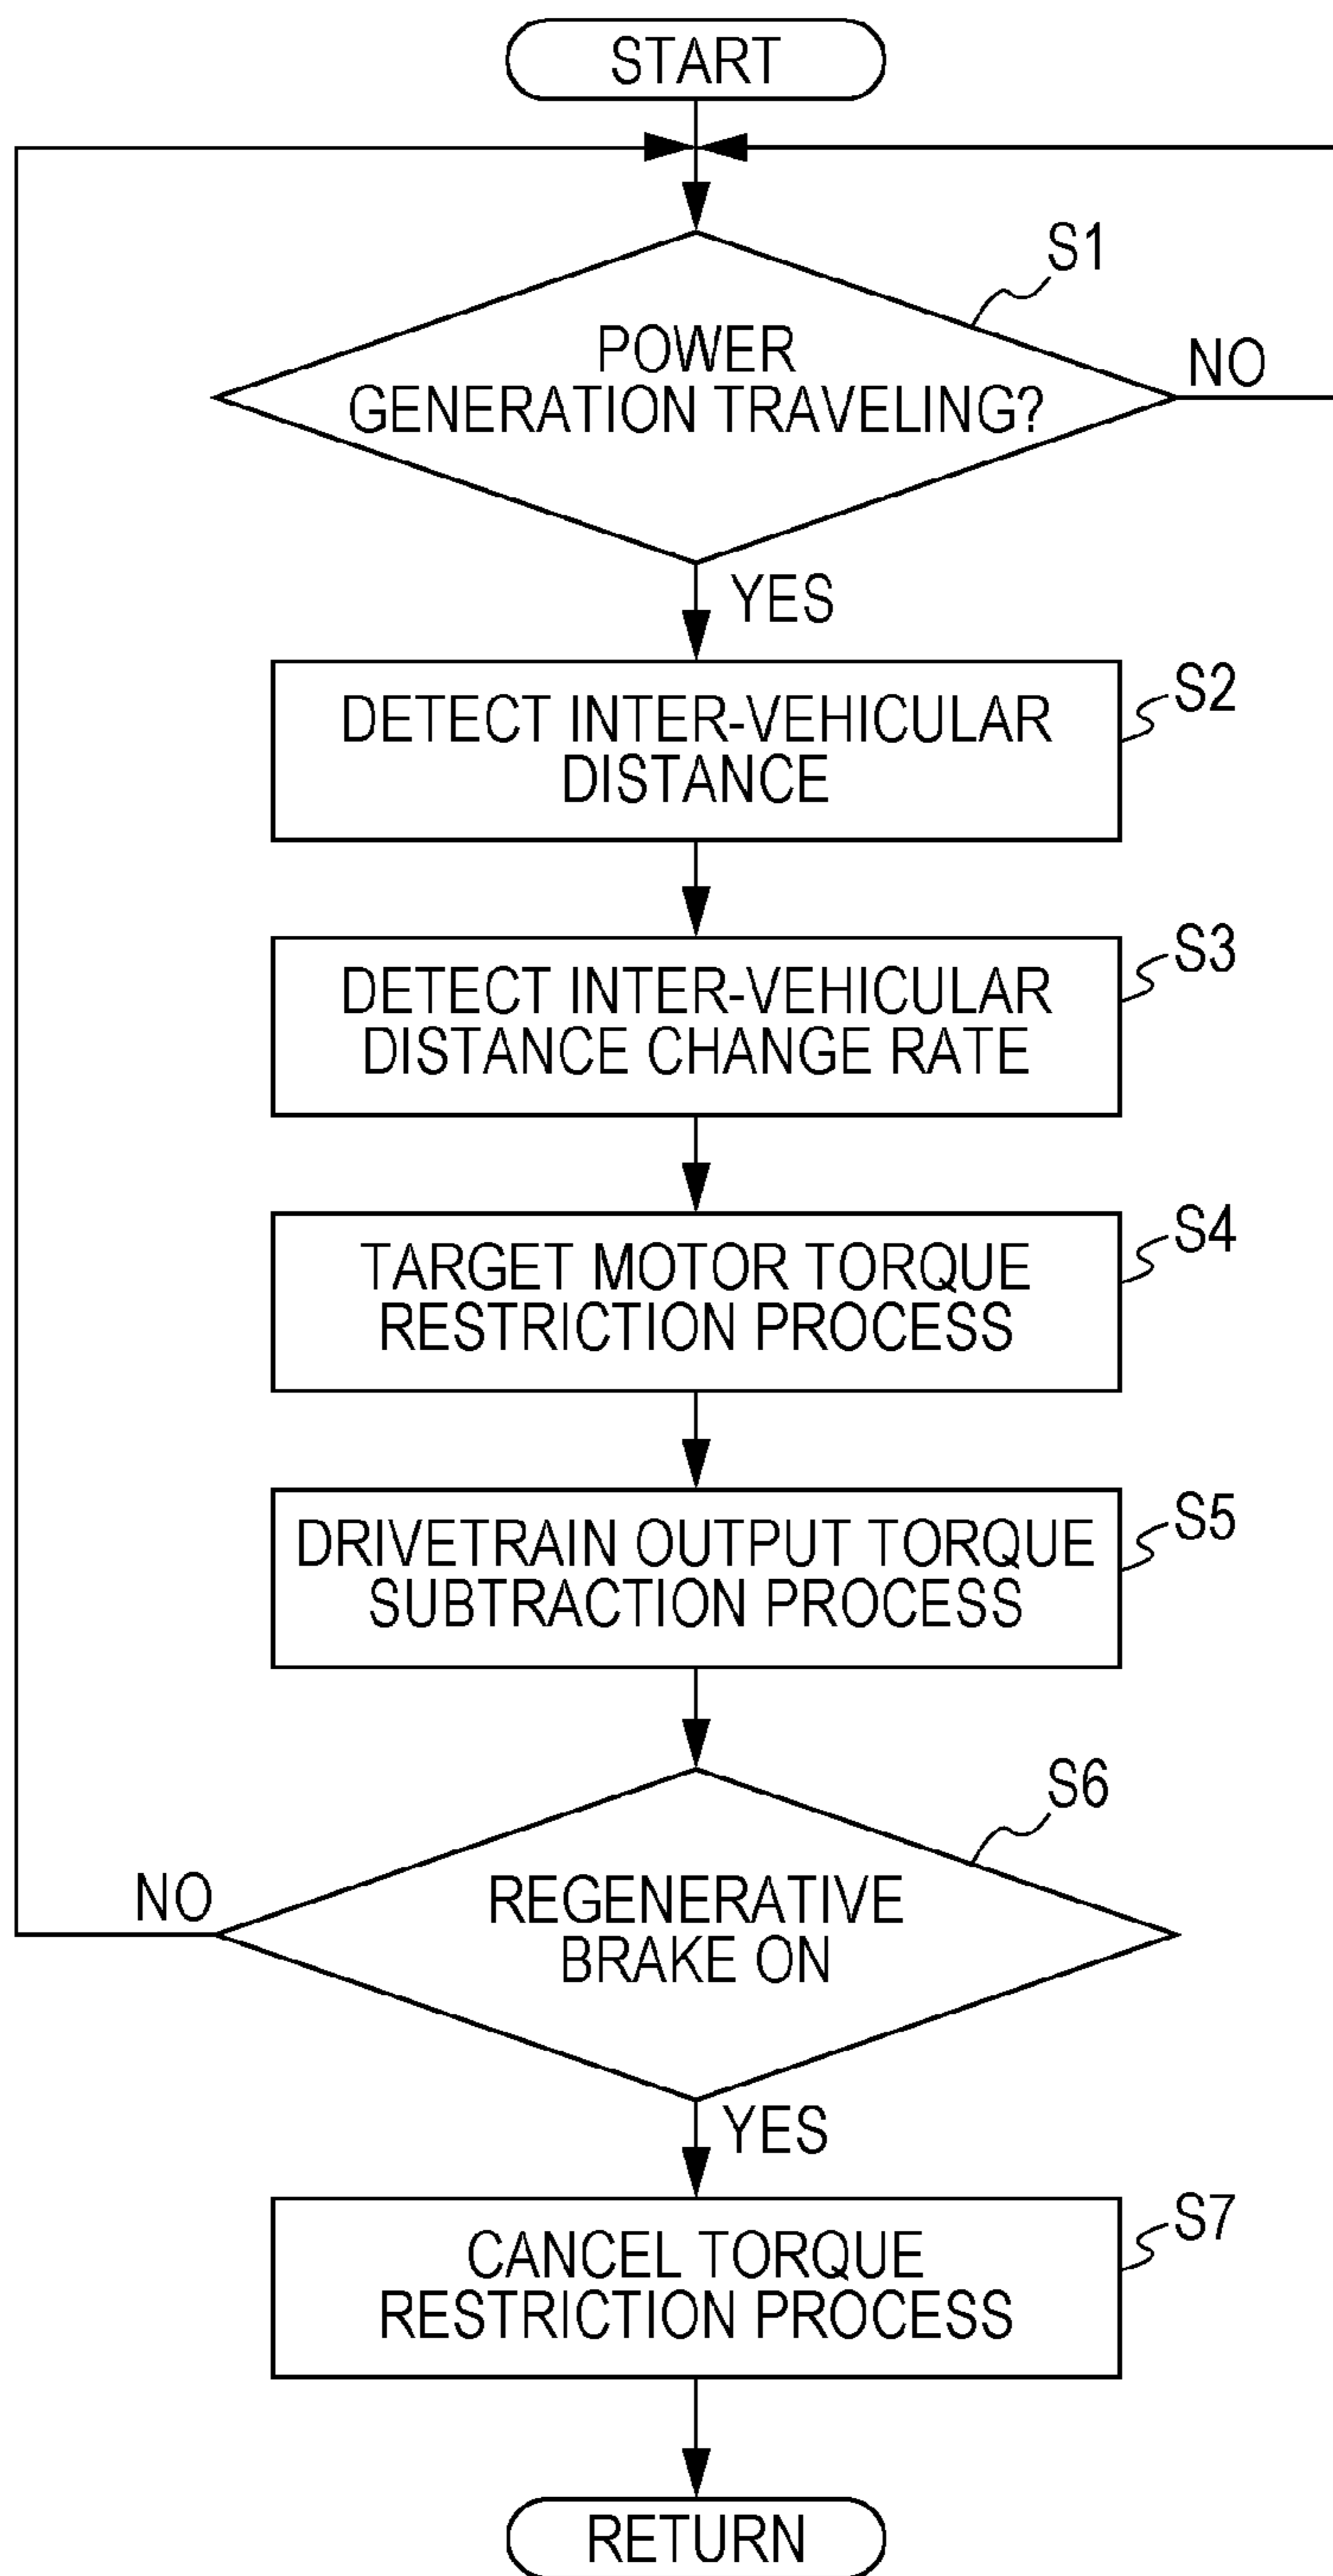 START
S1
POWER
GENERATION TRAVELING?
NO
YES
DETECT INTER-VEHICULAR
DISTANCE
S2
DETECT INTER-VEHICULAR
DISTANCE CHANGE RATE
S3
TARGET MOTOR TORQUE
RESTRICTION PROCESS
S4
DRIVETRAIN OUTPUT TORQUE
SUBTRACTION PROCESS
S5
S6
NO
REGENERATIVE
BRAKE ON
YES
CANCEL TORQUE
RESTRICTION PROCESS
S7
RETURN